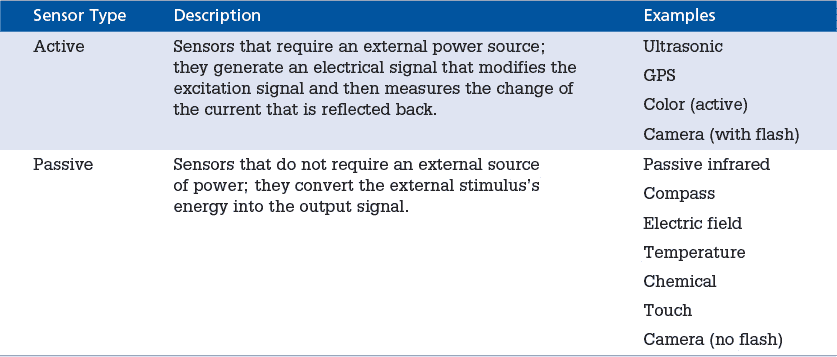 Sensor Type Description Examples
Active Sensors that require an external power source; Ultrasonic
they generate an electrical signal that modifies the
GPS
excitation signal and then measures the change of
Color (active)
the current that is reflected back.
Camera (with flash)
Passive Sensors that do not require an external source Passive infrared
of power; they convert the external stimulus's
Compass
energy into the output signal.
Electric field
Temperature
Chemical
Touch
Camera (no flash)